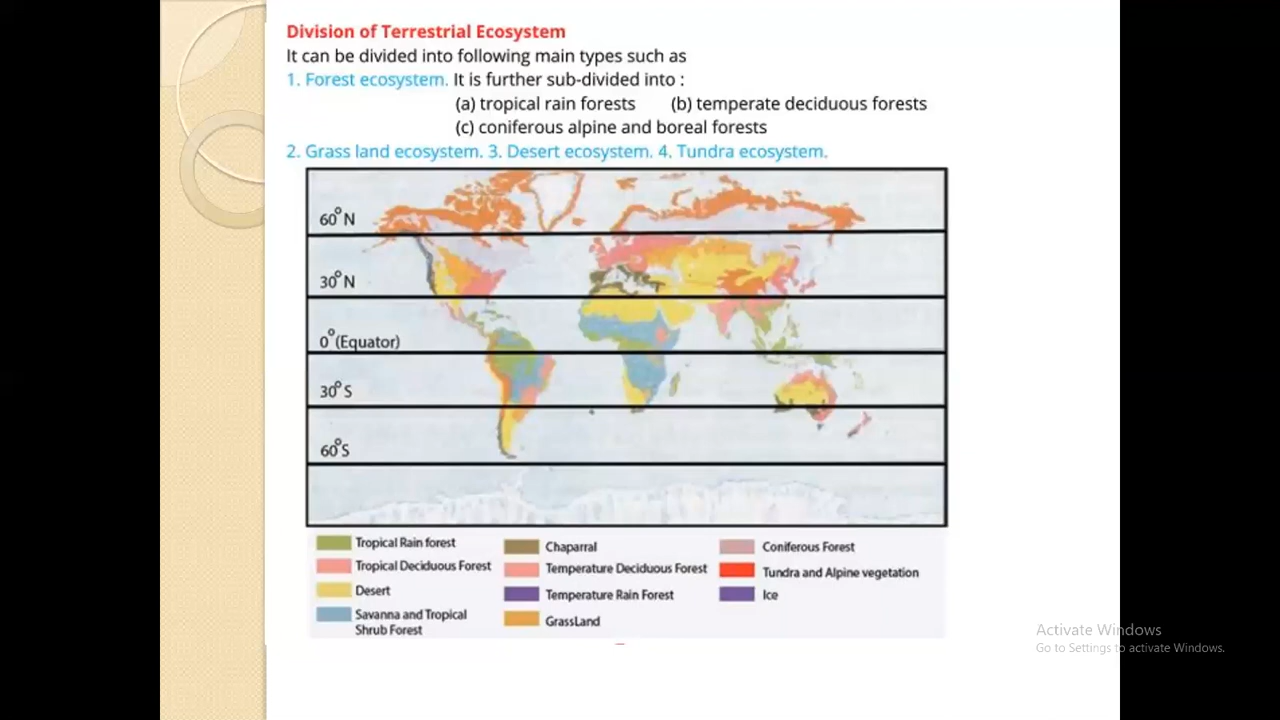 Division of Terrestrial Ecosystem
It can be divided into following main types such as
1. Forest ecosystem. It is further sub-divided into :
(a) tropical rain forests (b) temperate deciduous forests
(c) coniferous alpine and boreal forests
2. Grass land ecosystem. 3. Desert ecosystem. 4. Tundra ecosystem.
60°N
30°N
0°(Equator)
30°S
60°S
Tropical Rain forest
Tropical Deciduous Forest
Desert
Savanna and Tropical
Shrub Forest
Chaparral
Temperature Deciduous Forest
Temperature Rain Forest
GrassLand
Coniferous Forest
Tundra and Alpine vegetation
Ice
Activate Windows
Go to Settings to activate Windows.